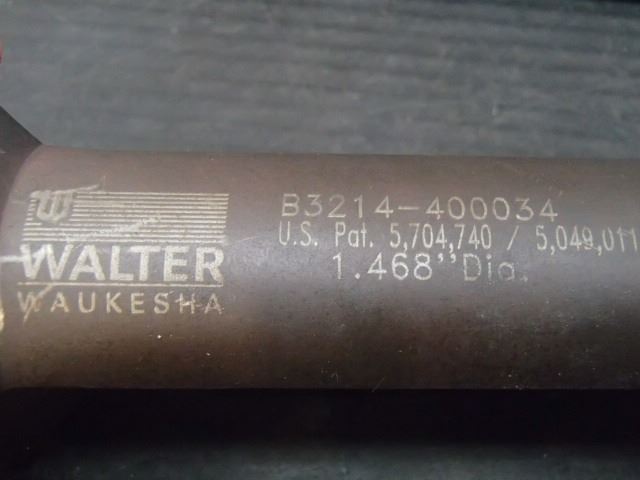 W
WALTER
WAUKESHA
B3214-400034
U.S. Pat. 5,704,740 / 5,049,011
1.468'' Dia.